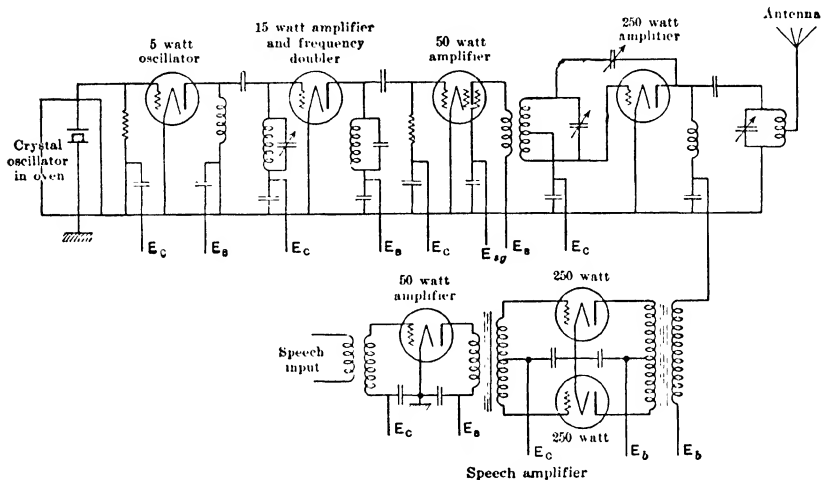 Antenna
5 watt
oscillator
15 watt amplifier
and frequency
doubler
50 watt
amplifier
250 watt
amplifier
Crystal
oscillator
in oven
Ec
Es
Ec
Es
Ec
Esg
Es
Ec
50 watt
amplifier
250 watt
Speech
input
250 watt
Ec
Es
Ec
Eb
Eb
Speech amplifier